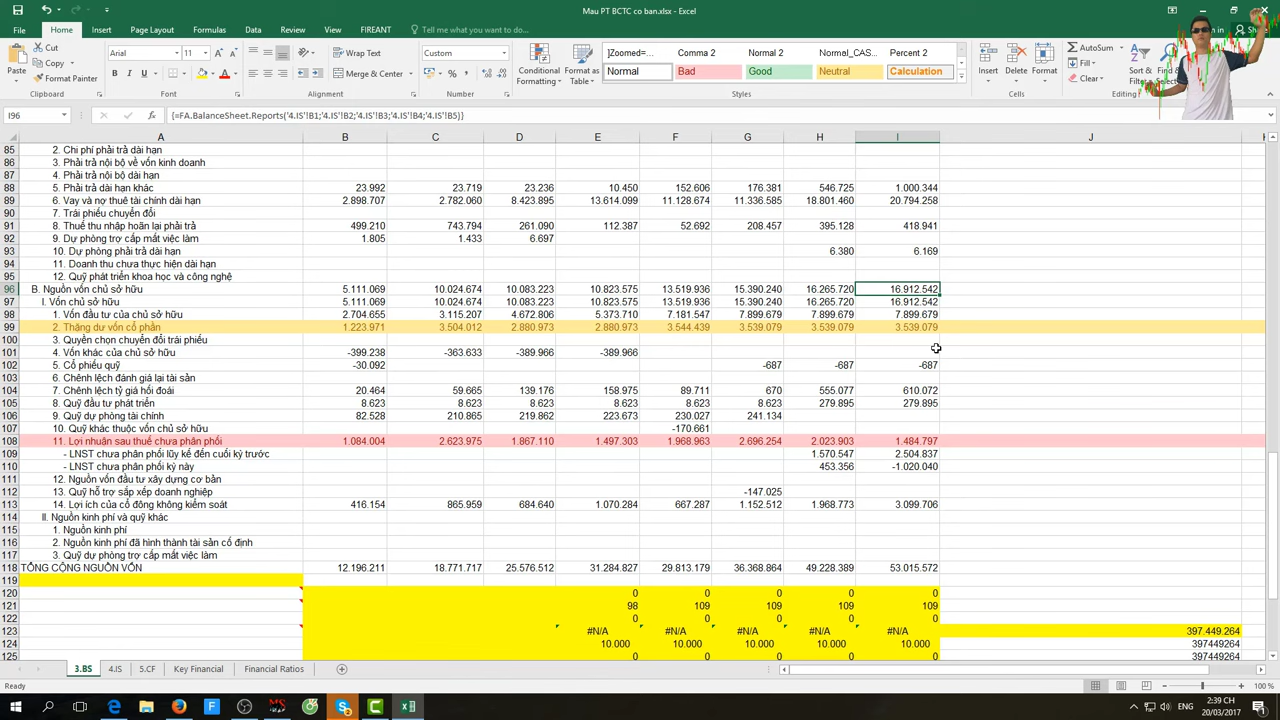 Mau PT BCTC co ban.xlsx - Excel
File Home Insert Page Layout Formulas Data Review View FIREANT Tell me what you want to do...
Paste Cut Arial 11 Wrap Text Custom Conditional Formatting Format as Table ]Zoomed=... Comma 2 Normal 2 Normal_CAS... Percent 2 Insert Delete Format AutoSum
Copy Fill
Format Painter Merge & Center Normal Bad Good Neutral Calculation Clear
Clipboard Font Alignment Number Styles Cells
I96 {=FA.BalanceSheet.Reports('4.IS'!B1;'4.IS'!B2;'4.IS'!B3;'4.IS'!B4;'4.IS'!B5)}
A B C D E F G H I J
85 2. Chi phí phải trả dài hạn
86 3. Phải trả nội bộ về vốn kinh doanh
87 4. Phải trả nội bộ dài hạn
88 5. Phải trả dài hạn khác 23.992 23.719 23.236 10.450 152.606 176.381 546.725 1.000.344
89 6. Vay và nợ thuê tài chính dài hạn 2.898.707 2.782.060 8.423.895 13.614.099 11.128.674 11.336.585 18.801.460 20.794.258
90 7. Trái phiếu chuyển đổi
91 8. Thuế thu nhập hoãn lại phải trả 499.210 743.794 261.090 112.387 52.692 208.457 395.128 418.941
92 9. Dự phòng trợ cấp mất việc làm 1.805 1.433 6.697
93 10. Dự phòng phải trả dài hạn 6.380 6.169
94 11. Doanh thu chưa thực hiện dài hạn
95 12. Quỹ phát triển khoa học và công nghệ
96 B. Nguồn vốn chủ sở hữu 5.111.069 10.024.674 10.083.223 10.823.575 13.519.936 15.390.240 16.265.720 16.912.542
97 I. Vốn chủ sở hữu 5.111.069 10.024.674 10.083.223 10.823.575 13.519.936 15.390.240 16.265.720 16.912.542
98 1. Vốn đầu tư của chủ sở hữu 2.704.655 3.115.207 4.672.806 5.373.710 7.181.547 7.899.679 7.899.679 7.899.679
99 2. Thặng dư vốn cổ phần 1.223.971 3.504.012 2.880.973 2.880.973 3.544.439 3.539.079 3.539.079 3.539.079
100 3. Quyền chọn chuyển đổi trái phiếu
101 4. Vốn khác của chủ sở hữu -399.238 -363.633 -389.966 -389.966
102 5. Cổ phiếu quỹ -30.092 -687 -687 -687
103 6. Chênh lệch đánh giá lại tài sản
104 7. Chênh lệch tỷ giá hối đoái 20.464 59.665 139.176 158.975 89.711 670 555.077 610.072
105 8. Quỹ đầu tư phát triển 8.623 8.623 8.623 8.623 8.623 8.623 279.895 279.895
106 9. Quỹ dự phòng tài chính 82.528 210.865 219.862 223.673 230.027 241.134
107 10. Quỹ khác thuộc vốn chủ sở hữu -170.661
108 11. Lợi nhuận sau thuế chưa phân phối 1.084.004 2.623.975 1.867.110 1.497.303 1.968.963 2.696.254 2.023.903 1.484.797
109 - LNST chưa phân phối lũy kế đến cuối kỳ trước 1.570.547 2.504.837
110 - LNST chưa phân phối kỳ này 453.356 -1.020.040
111 12. Nguồn vốn đầu tư xây dựng cơ bản
112 13. Quỹ hỗ trợ sắp xếp doanh nghiệp -147.025
113 14. Lợi ích của cổ đông không kiểm soát 416.154 865.959 684.640 1.070.284 667.287 1.152.512 1.968.773 3.099.706
114 II. Nguồn kinh phí và quỹ khác
115 1. Nguồn kinh phí
116 2. Nguồn kinh phí đã hình thành tài sản cố định
117 3. Quỹ dự phòng trợ cấp mất việc làm
118 TỔNG CỘNG NGUỒN VỐN 12.196.211 18.771.717 25.576.512 31.284.827 29.813.179 36.368.864 49.228.389 53.015.572
119
120 0 0 0 0 0
121 98 109 109 109 109
122 0 0 0 0 0
123 #N/A #N/A #N/A #N/A #N/A 397.449.264
124 10.000 10.000 10.000 10.000 10.000 397449264
125 0 0 0 0 0 397449264
3.BS 4.IS 5.CF Key Financial Financial Ratios
Ready 100 %
ENG 2:39 CH
20/03/2017